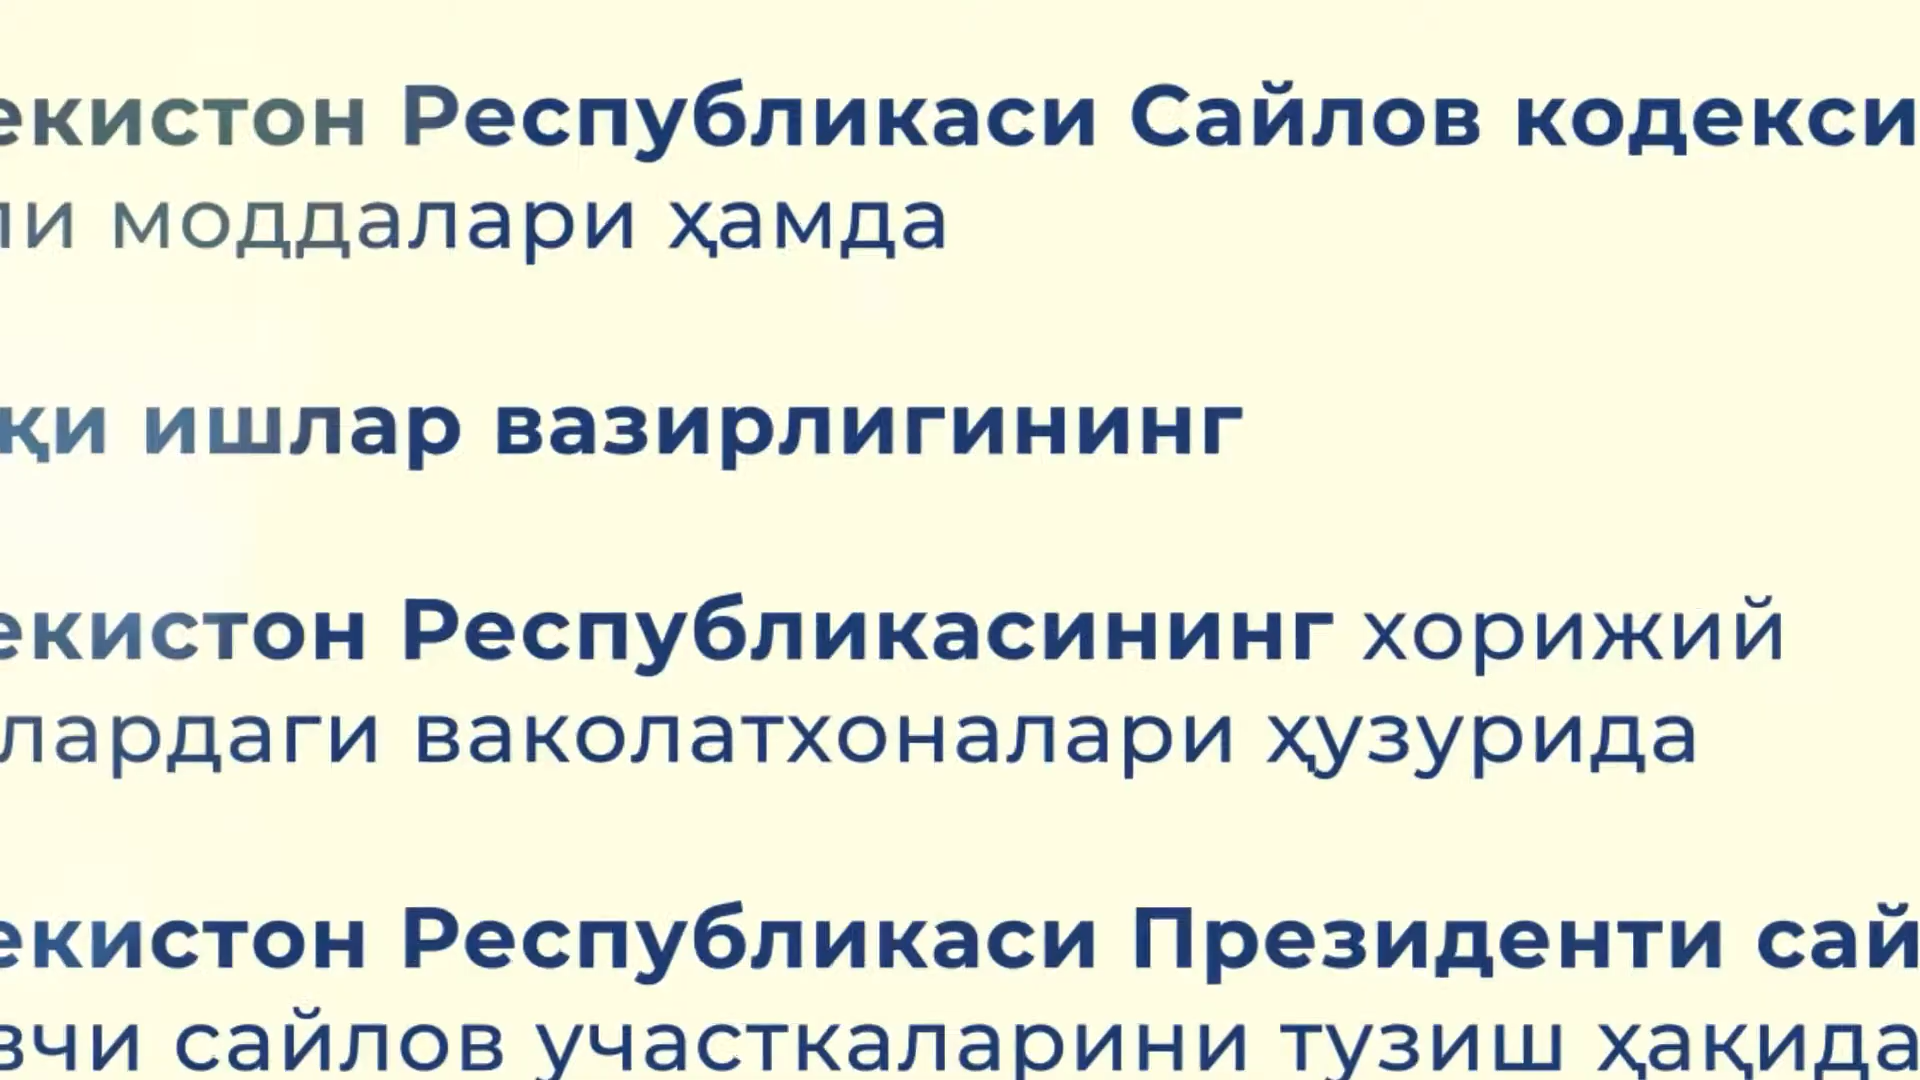 екистон Республикаси Сайлов кодекси
ли моддалари ҳамда
қи ишлар вазирлигининг
екистон Республикасининг хорижий
лардаги ваколатхоналари ҳузурида
екистон Республикаси Президенти сай
вчи сайлов участкаларини тузиш ҳақида